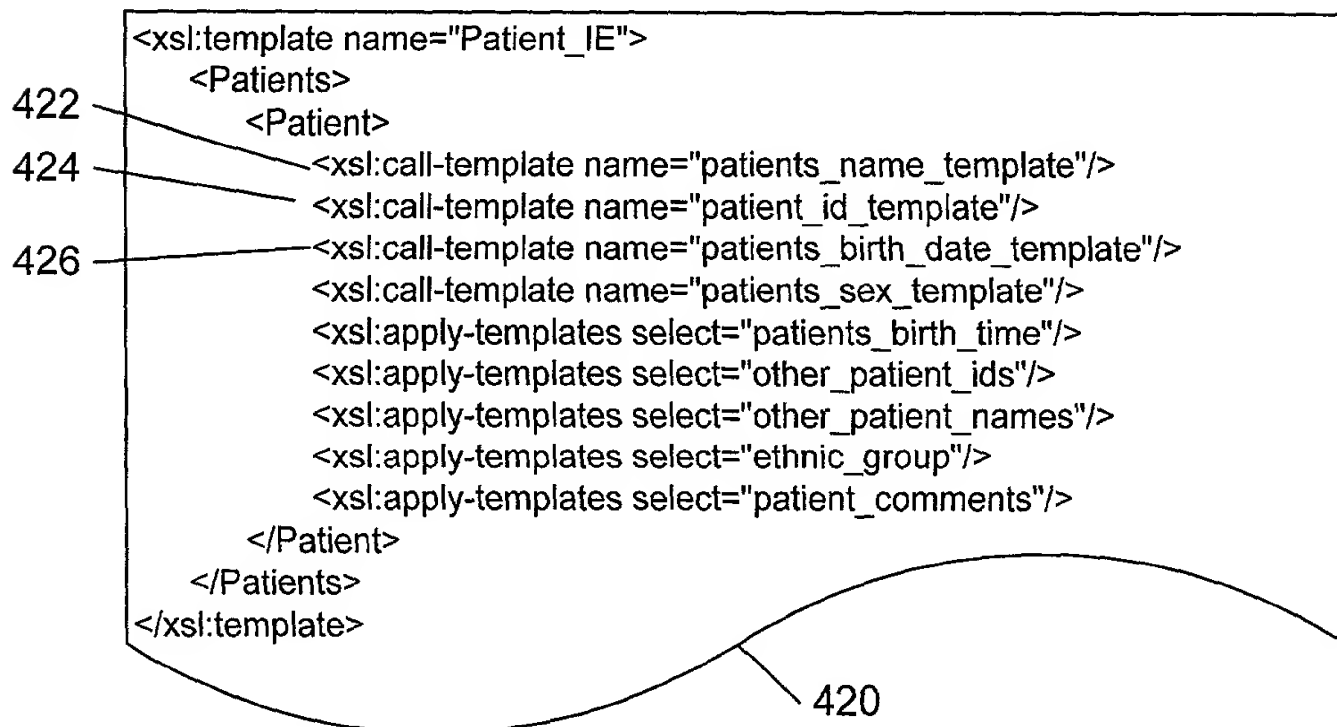 <xsl:template name="Patient_IE">
<Patients>
422
<Patient>
<xsl:call-template name="patients_name_template"/>
424
<xsl:call-template name="patient_id_template"/>
426
<xsl:call-template name="patients_birth_date_template"/>
<xsl:call-template name="patients_sex_template"/>
<xsl:apply-templates select="patients_birth_time"/>
<xsl:apply-templates select="other_patient_ids"/>
<xsl:apply-templates select="other_patient_names"/>
<xsl:apply-templates select="ethnic_group"/>
<xsl:apply-templates select="patient_comments"/>
</Patient>
</Patients>
</xsl:template>
420